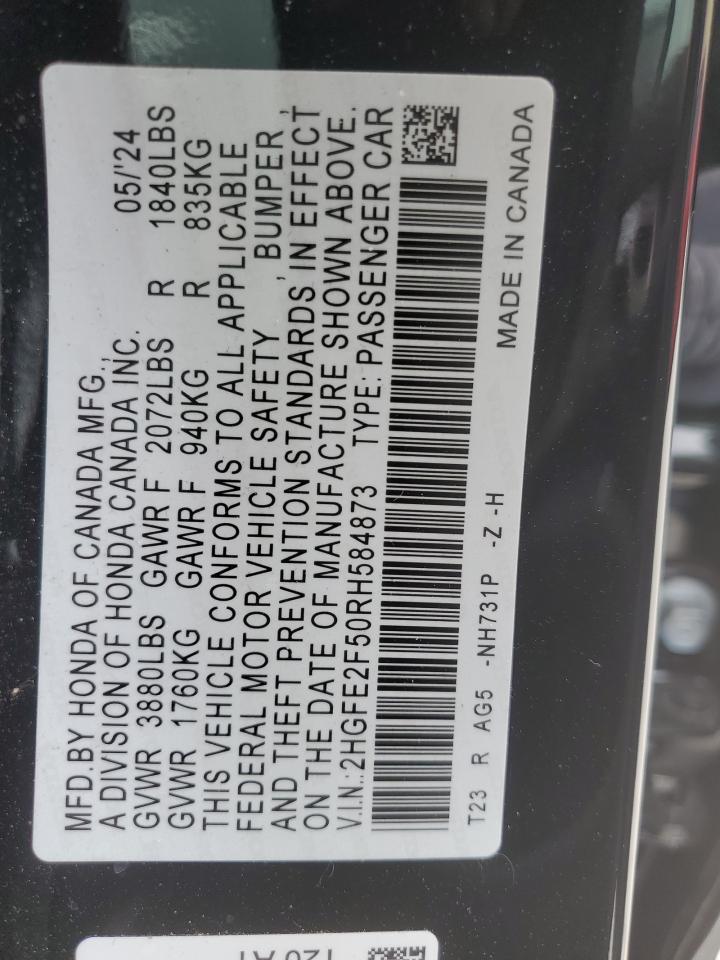 MFD.BY HONDA OF CANADA MFG.,
A DIVISION OF HONDA CANADA INC. 05/'24
GVWR 3880LBS GAWR F 2072LBS R 1840LBS
GVWR 1760KG GAWR F 940KG R 835KG
THIS VEHICLE CONFORMS TO ALL APPLICABLE
FEDERAL MOTOR VEHICLE SAFETY , BUMPER ,
AND THEFT PREVENTION STANDARDS IN EFFECT
ON THE DATE OF MANUFACTURE SHOWN ABOVE.
V.I.N.:2HGFE2F50RH584873 TYPE: PASSENGER CAR
T23 R AG5 -NH731P -Z -H
MADE IN CANADA